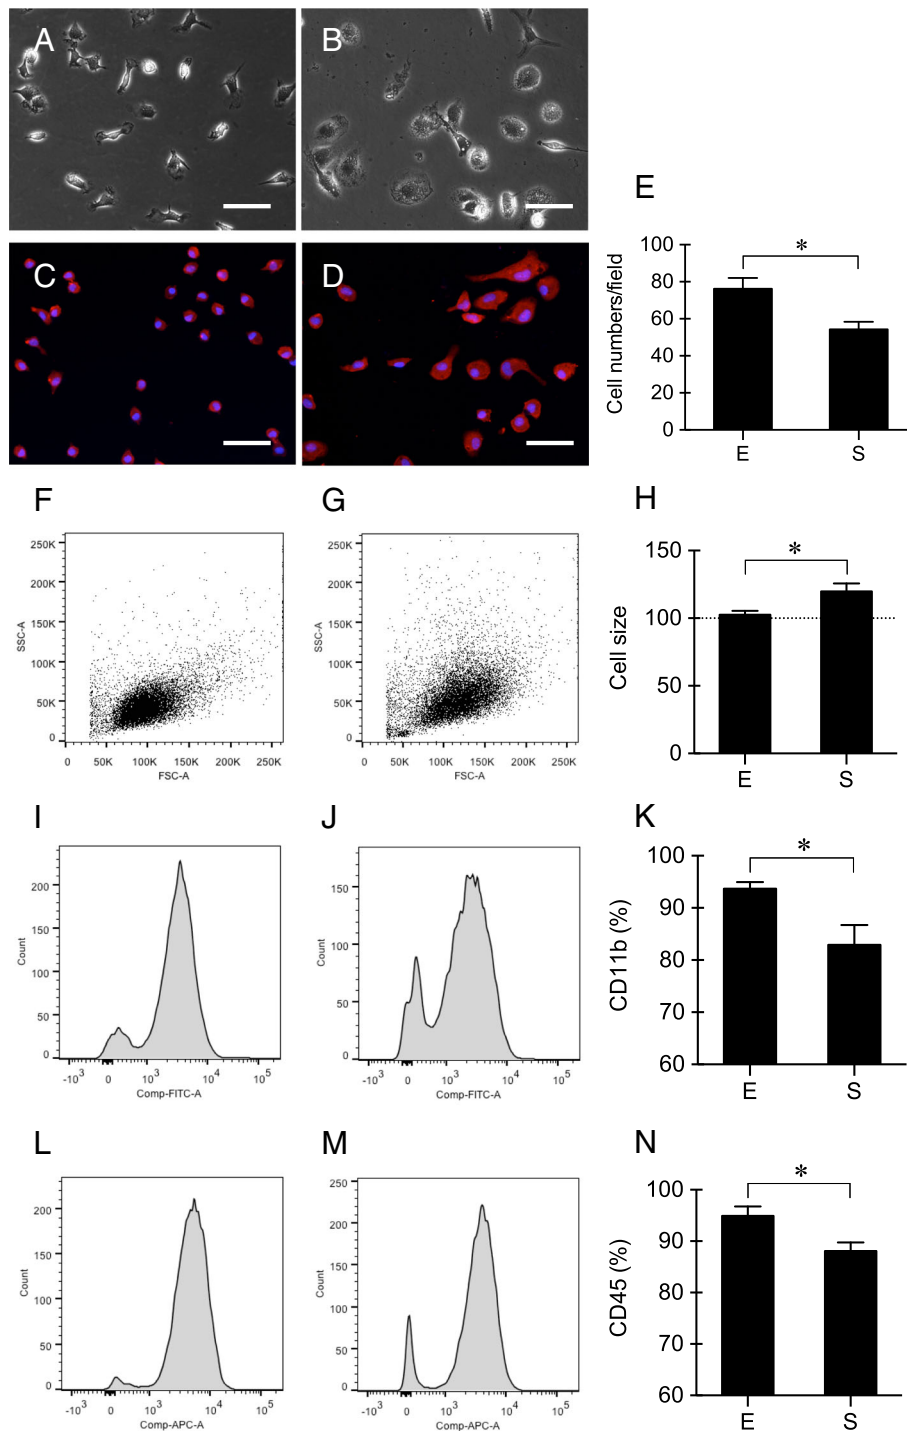 A
B
C
D
E
Cell numbers/field
100
80
60
40
20
0
*
E
S
F
SSC-A
250K
200K
150K
100K
50K
0
0 50K 100K 150K 200K 250K
FSC-A
G
SSC-A
250K
200K
150K
100K
50K
0
0 50K 100K 150K 200K 250K
FSC-A
H
Cell size
150
100
50
0
*
E
S
I
Count
200
150
100
50
0
-10³ 0 10³ 10⁴ 10⁵
Comp-FITC-A
J
Count
150
100
50
0
-10³ 0 10³ 10⁴ 10⁵
Comp-FITC-A
K
CD11b (%)
100
90
80
70
60
*
E
S
L
Count
200
150
100
50
0
-10³ 0 10³ 10⁴ 10⁵
Comp-APC-A
M
Count
250
200
150
100
50
0
-10³ 0 10³ 10⁴ 10⁵
Comp-APC-A
N
CD45 (%)
100
90
80
70
60
*
E
S